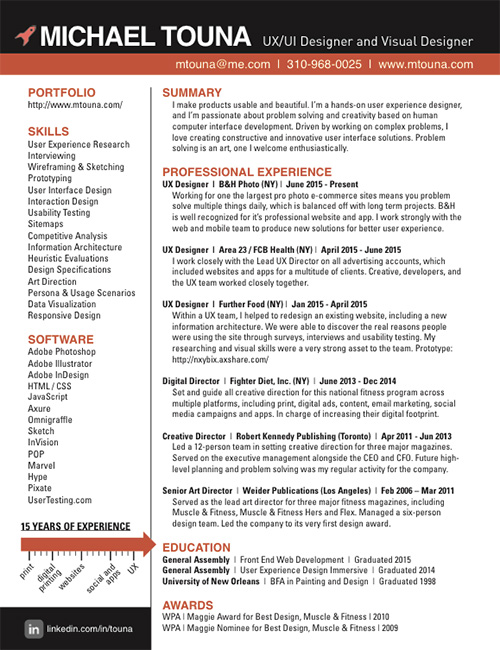 MICHAEL TOUNA UX/UI Designer and Visual Designer
mtouna@me.com | 310-968-0025 | www.mtouna.com
PORTFOLIO
http://www.mtouna.com/
SKILLS
User Experience Research
Interviewing
Wireframing & Sketching
Prototyping
User Interface Design
Interaction Design
Usability Testing
Sitemaps
Competitive Analysis
Information Architecture
Heuristic Evaluations
Design Specifications
Art Direction
Persona & Usage Scenarios
Data Visualization
Responsive Design
SOFTWARE
Adobe Photoshop
Adobe Illustrator
Adobe InDesign
HTML / CSS
JavaScript
Axure
Omnigraffle
Sketch
InVision
POP
Marvel
Hype
Pixate
UserTesting.com
15 YEARS OF EXPERIENCE
print
digital
printing
websites
social and
apps
UX
in linkedin.com/in/touna
SUMMARY
I make products usable and beautiful. I'm a hands-on user experience designer,
and I'm passionate about problem solving and creativity based on human
computer interface development. Driven by working on complex problems, I
love creating constructive and innovative user interface solutions. Problem
solving is an art, one I welcome enthusiastically.
PROFESSIONAL EXPERIENCE
UX Designer | B&H Photo (NY) | June 2015 - Present
Working for one the largest pro photo e-commerce sites means you problem
solve multiple things daily, which is balanced off with long term projects. B&H
is well recognized for it's professional website and app. I work strongly with the
web and mobile team to produce new solutions for better user experience.
UX Designer | Area 23 / FCB Health (NY) | April 2015 - June 2015
I work closely with the Lead UX Director on all advertising accounts, which
included websites and apps for a multitude of clients. Creative, developers, and
the UX team worked closely together.
UX Designer | Further Food (NY) | Jan 2015 - April 2015
Within a UX team, I helped to redesign an existing website, including a new
information architecture. We were able to discover the real reasons people
were using the site through surveys, interviews and usability testing. My
researching and visual skills were a very strong asset to the team. Prototype:
http://nxybix.axshare.com/
Digital Director | Fighter Diet, Inc. (NY) | June 2013 - Dec 2014
Set and guide all creative direction for this national fitness program across
multiple platforms, including print, digital ads, content, email marketing, social
media campaigns and apps. In charge of increasing their digital footprint.
Creative Director | Robert Kennedy Publishing (Toronto) | Apr 2011 - Jun 2013
Led a 12-person team in setting creative direction for three major magazines.
Served on the executive management alongside the CEO and CFO. Future high-
level planning and problem solving was my regular activity for the company.
Senior Art Director | Weider Publications (Los Angeles) | Feb 2006 – Mar 2011
Served as the lead art director for three major fitness magazines, including
Muscle & Fitness, Muscle & Fitness Hers and Flex. Managed a six-person
design team. Led the company to its very first design award.
EDUCATION
General Assembly | Front End Web Development | Graduated 2015
General Assembly | User Experience Design Immersive | Graduated 2014
University of New Orleans | BFA in Painting and Design | Graduated 1998
AWARDS
WPA | Maggie Award for Best Design, Muscle & Fitness | 2010
WPA | Maggie Nominee for Best Design, Muscle & Fitness | 2009